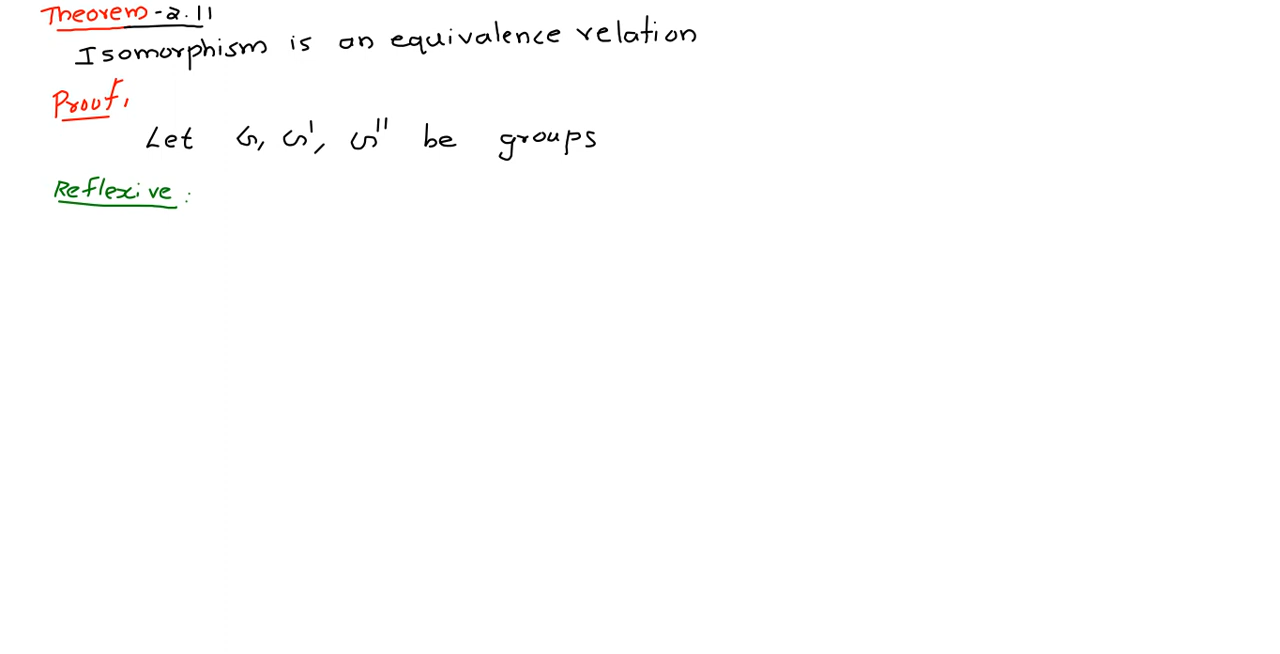 Theorem-2.11
Isomorphism is an equivalence relation
Proof,
Let G, G', G'' be groups
Reflexive: